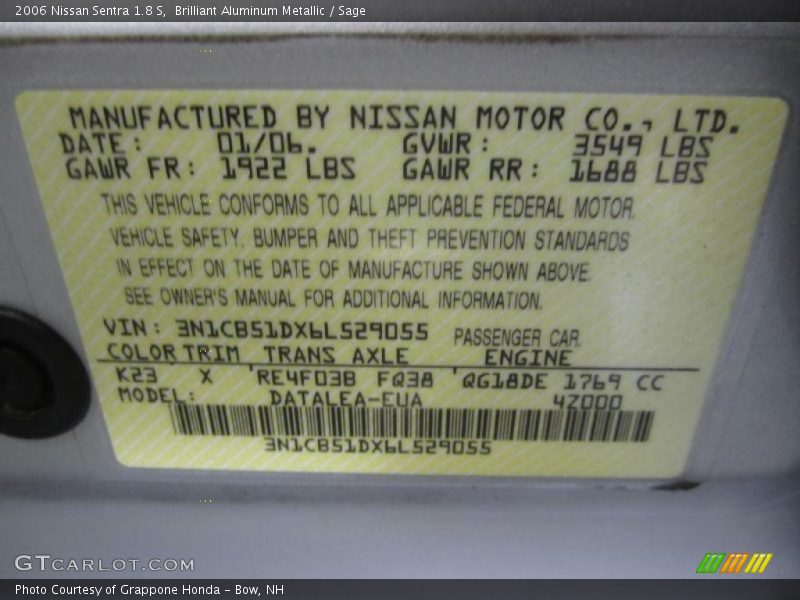 2006 Nissan Sentra 1.8 S, Brilliant Aluminum Metallic / Sage
MANUFACTURED BY NISSAN MOTOR CO., LTD.
DATE: 01/06. GVWR: 3549 LBS
GAWR FR: 1922 LBS GAWR RR: 1688 LBS
THIS VEHICLE CONFORMS TO ALL APPLICABLE FEDERAL MOTOR
VEHICLE SAFETY, BUMPER AND THEFT PREVENTION STANDARDS
IN EFFECT ON THE DATE OF MANUFACTURE SHOWN ABOVE.
SEE OWNER'S MANUAL FOR ADDITIONAL INFORMATION.
VIN: 3N1CB51DX6L529055 PASSENGER CAR
COLOR,TRIM TRANS AXLE ENGINE
K23 X 'RE4F03B FQ38 'QG18DE 1769 CC
MODEL: DATALEA-EUA 4Z000
3N1CB51DX6L529055
GTCARLOT.COM
Photo Courtesy of Grappone Honda - Bow, NH